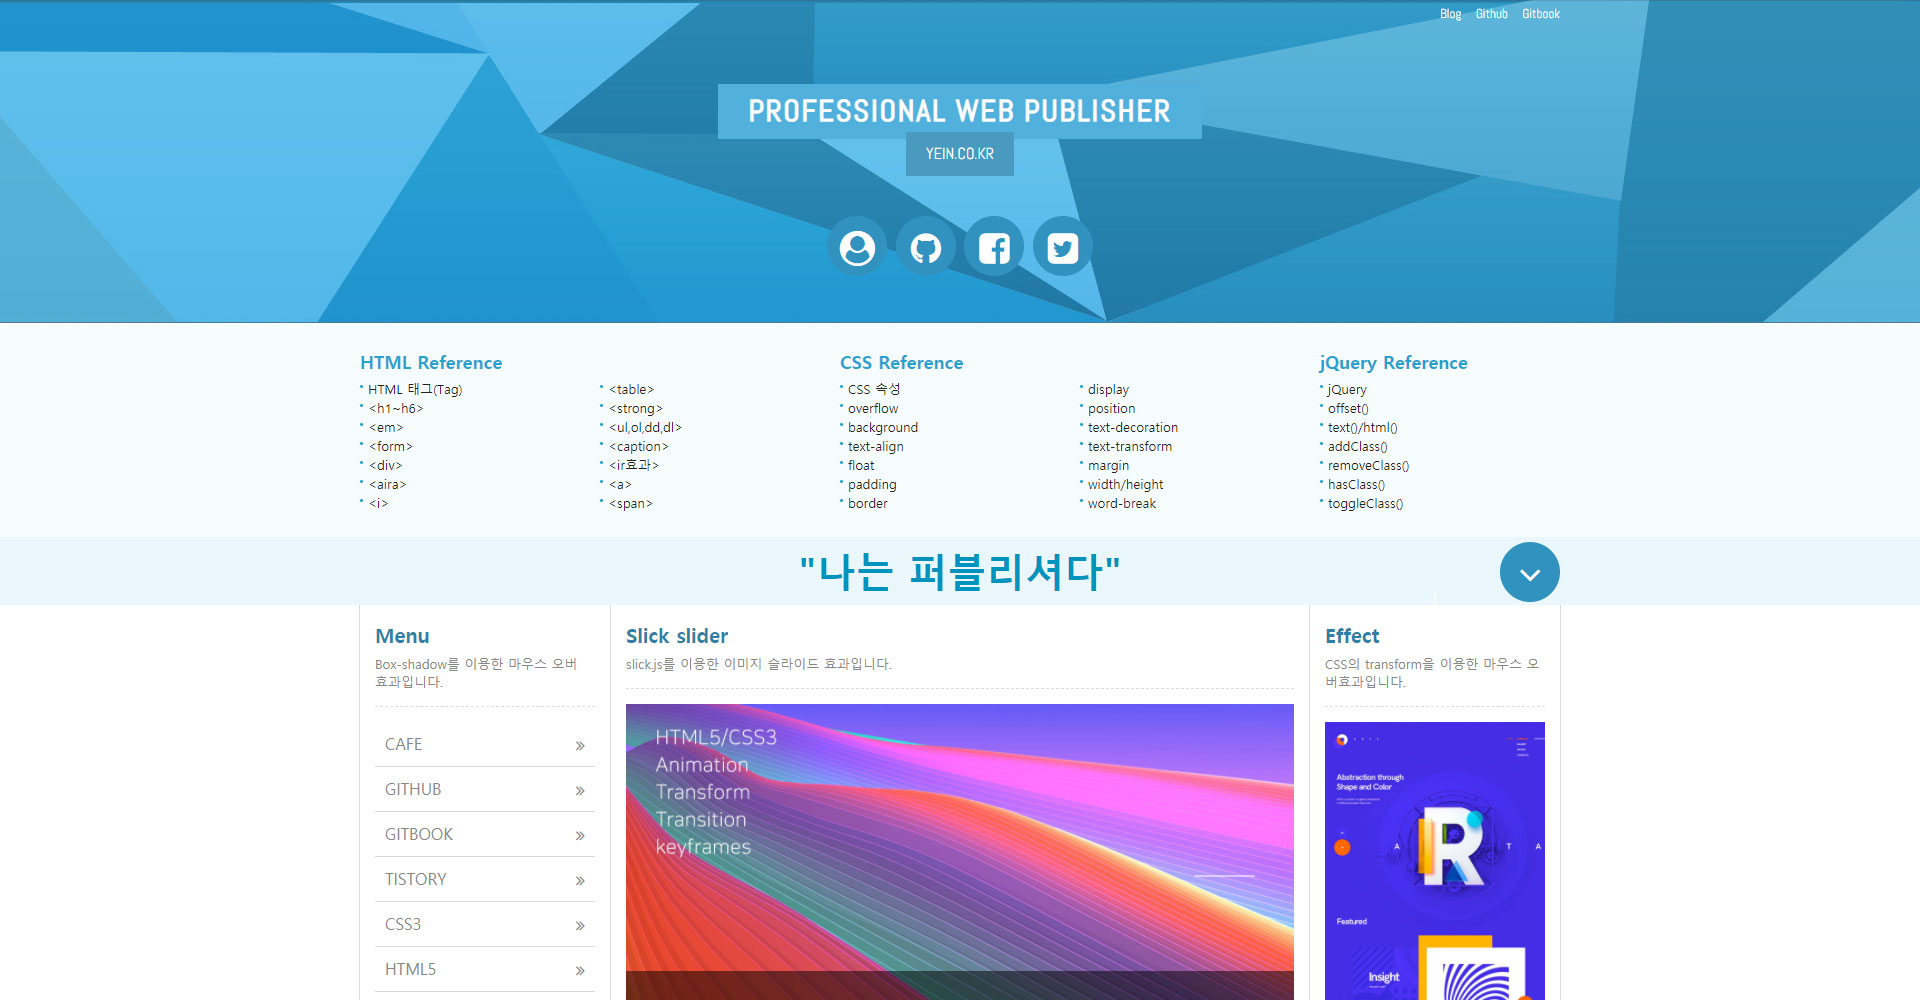 Blog Github Gitbook
PROFESSIONAL WEB PUBLISHER
YEIN.CO.KR
HTML Reference
HTML 태그(Tag)
<h1~h6>
<em>
<form>
<div>
<aira>
<i>
<table>
<strong>
<ul,ol,dd,dl>
<caption>
<ir효과>
<a>
<span>
CSS Reference
CSS 속성
overflow
background
text-align
float
padding
border
display
position
text-decoration
text-transform
margin
width/height
word-break
jQuery Reference
jQuery
offset()
text()/html()
addClass()
removeClass()
hasClass()
toggleClass()
"나는 퍼블리셔다"
Menu
Box-shadow를 이용한 마우스 오버
효과입니다.
CAFE
GITHUB
GITBOOK
TISTORY
CSS3
HTML5
Slick slider
slick.js를 이용한 이미지 슬라이드 효과입니다.
HTML5/CSS3
Animation
Transform
Transition
keyframes
Effect
CSS의 transform을 이용한 마우스 오
버효과입니다.
Abstraction through
Shape and Color
A R T A
Featured
Insight